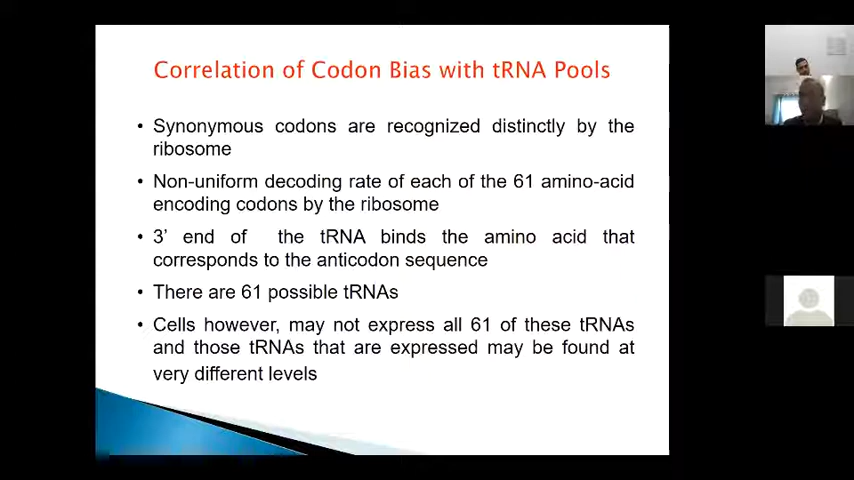 Correlation of Codon Bias with tRNA Pools
• Synonymous codons are recognized distinctly by the
ribosome
• Non-uniform decoding rate of each of the 61 amino-acid
encoding codons by the ribosome
• 3' end of the tRNA binds the amino acid that
corresponds to the anticodon sequence
• There are 61 possible tRNAs
• Cells however, may not express all 61 of these tRNAs
and those tRNAs that are expressed may be found at
very different levels